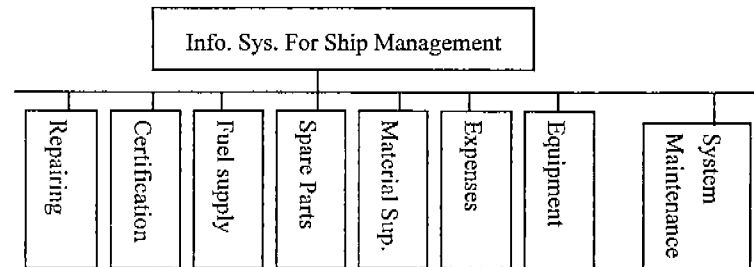 Info. Sys. For Ship Management
Repairing
Certification
Fuel supply
Spare Parts
Material Sup.
Expenses
Equipment
System
Maintenance